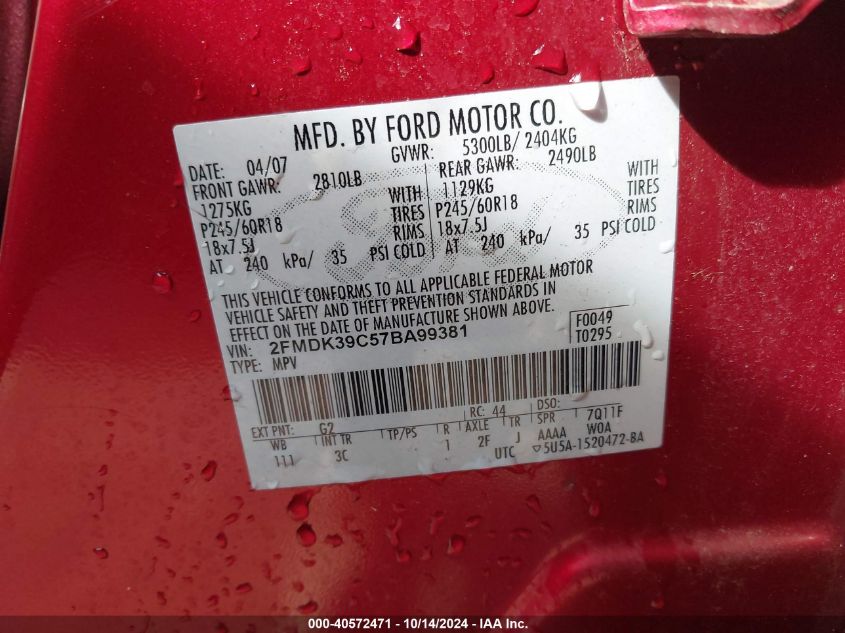 MFD. BY FORD MOTOR CO.
DATE: 04/07 GVWR: 5300LB/ 2404KG
FRONT GAWR: 2810LB REAR GAWR: 2490LB
1275KG WITH 1129KG WITH
P245/60R18 TIRES P245/60R18 TIRES
18x7.5J RIMS 18x7.5J RIMS
AT 240 kPa/ 35 PSI COLD AT 240 kPa/ 35 PSI COLD
THIS VEHICLE CONFORMS TO ALL APPLICABLE FEDERAL MOTOR
VEHICLE SAFETY AND THEFT PREVENTION STANDARDS IN
EFFECT ON THE DATE OF MANUFACTURE SHOWN ABOVE.
VIN: 2FMDK39C57BA99381 F0049
TYPE: MPV T0295
EXT PNT: G2 RC: 44 DSO:
WB INT TR TP/PS R AXLE TR SPR 7Q11F
111 3C 1 2F J AAAA WOA
UTC 5U5A-1520472-BA
000-40572471 - 10/14/2024 - IAA Inc.